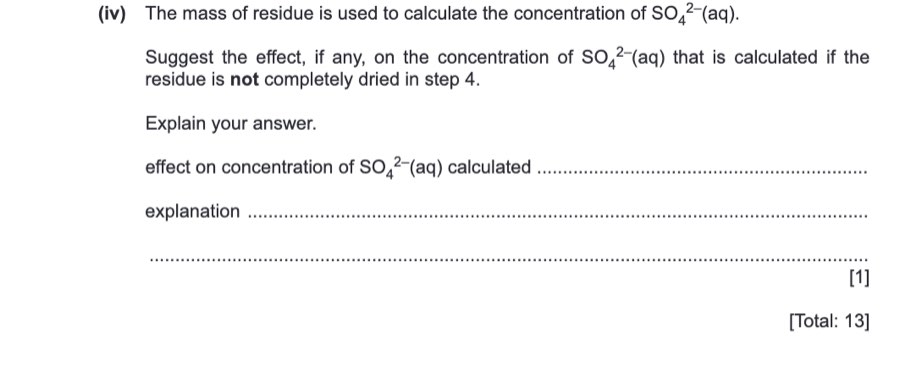 (iv) The mass of residue is used to calculate the concentration of SO₄²⁻(aq).
Suggest the effect, if any, on the concentration of SO₄²⁻(aq) that is calculated if the
residue is not completely dried in step 4.
Explain your answer.
effect on concentration of SO₄²⁻(aq) calculated ..................................................................
explanation ............................................................................................................................
................................................................................................................................................
[1]
[Total: 13]